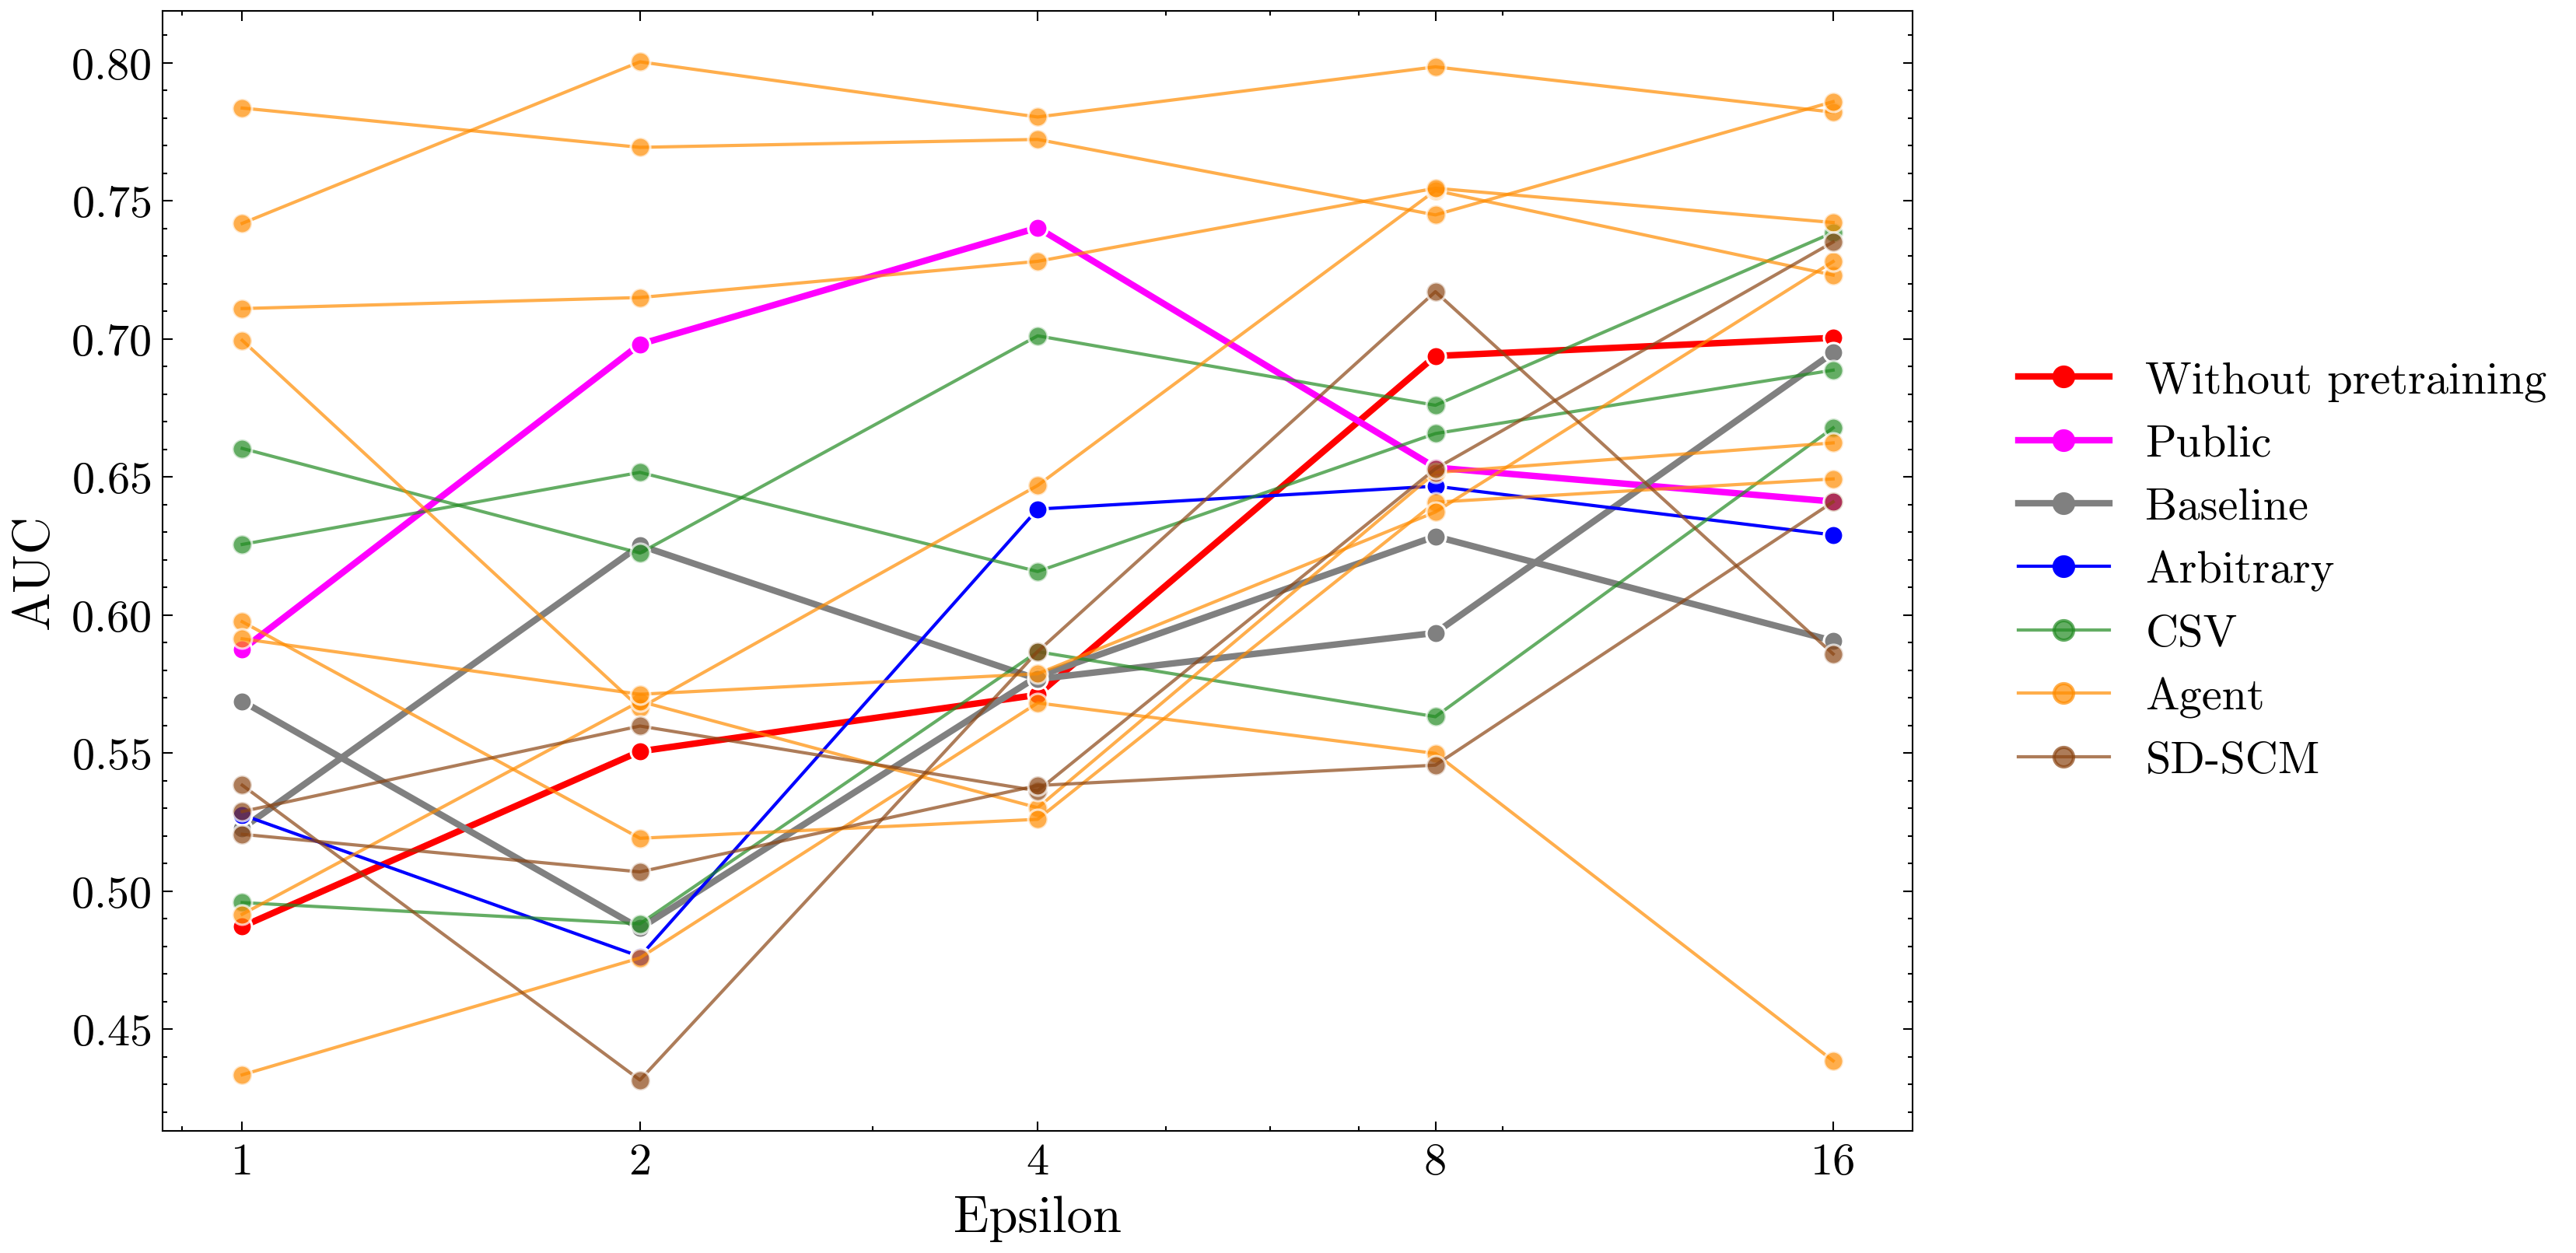 0.80
0.75
0.70
0.65
0.60
0.55
0.50
0.45
AUC
1 2 4 8 16
Epsilon
Without pretraining
Public
Baseline
Arbitrary
CSV
Agent
SD-SCM